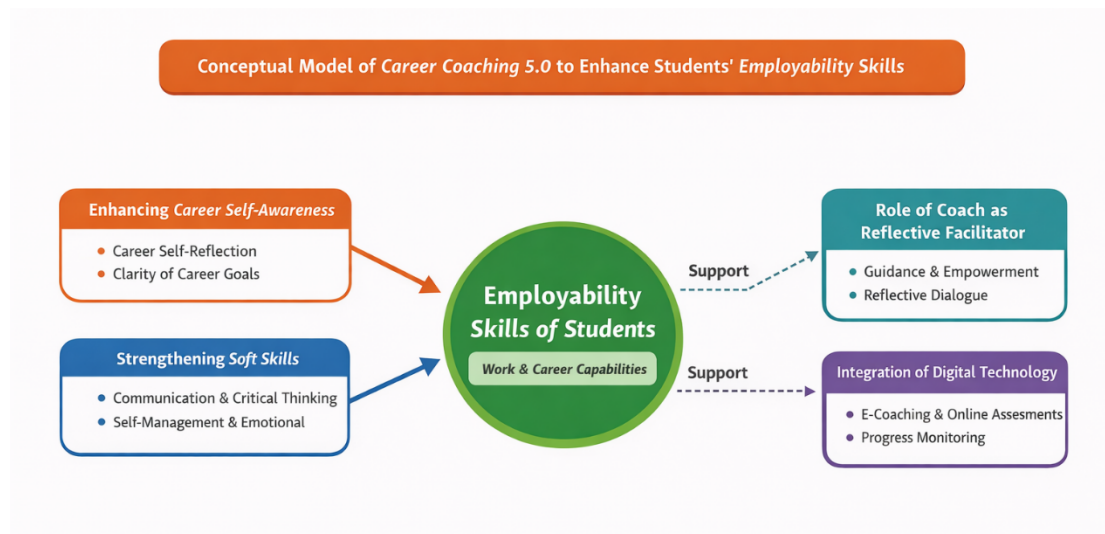 Conceptual Model of Career Coaching 5.0 to Enhance Students' Employability Skills
Enhancing Career Self-Awareness
• Career Self-Reflection
• Clarity of Career Goals
Strengthening Soft Skills
• Communication & Critical Thinking
• Self-Management & Emotional
Employability
Skills of Students
Work & Career Capabilities
Support
Support
Role of Coach as
Reflective Facilitator
• Guidance & Empowerment
• Reflective Dialogue
Integration of Digital Technology
• E-Coaching & Online Assesments
• Progress Monitoring